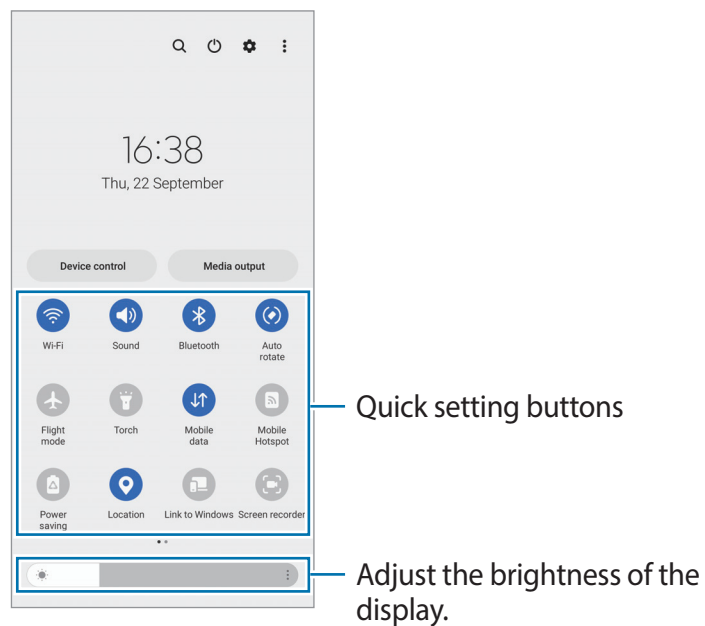 16:38
Thu, 22 September
Device control Media output
Wi-Fi Sound Bluetooth Auto rotate
Flight mode Torch Mobile data Mobile Hotspot
Quick setting buttons
Power saving Location Link to Windows Screen recorder
Adjust the brightness of the
display.